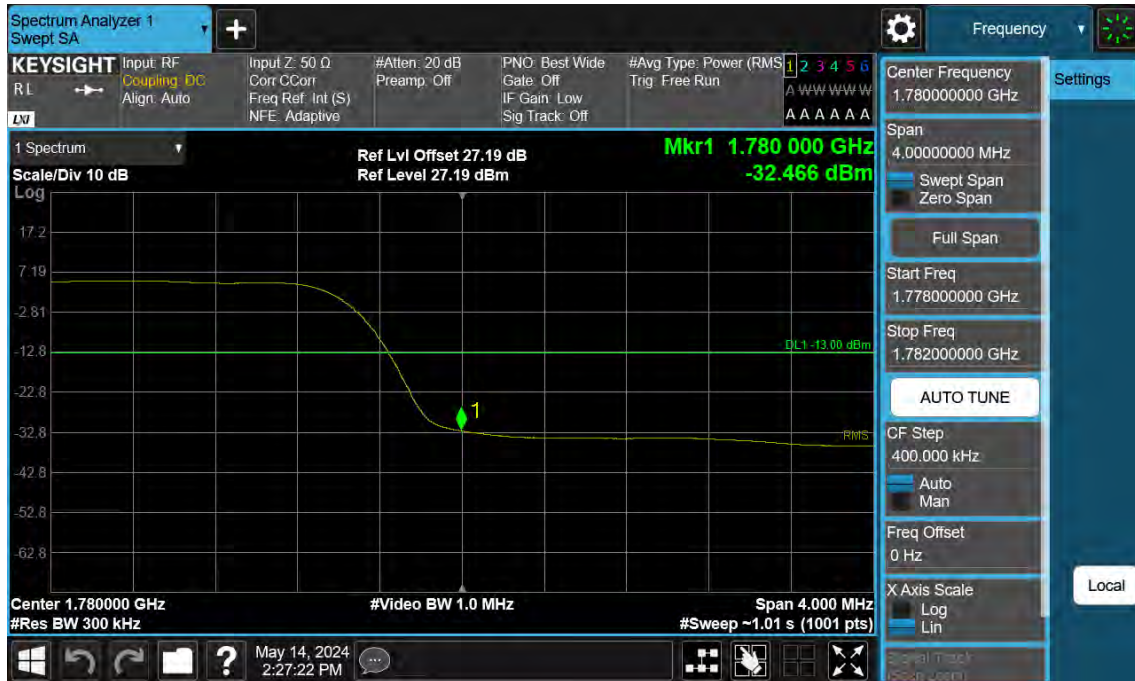 Spectrum Analyzer 1
Swept SA
+
Frequency
KEYSIGHT
RL
LXI
Input: RF
Coupling: DC
Align: Auto
Input Z: 50 Ω
Corr CCorr
Freq Ref: Int (S)
NFE: Adaptive
#Atten: 20 dB
Preamp: Off
PNO: Best Wide
Gate: Off
IF Gain: Low
Sig Track: Off
#Avg Type: Power (RMS
Trig: Free Run
1 2 3 4 5 6
A W W W W W
A A A A A A
1 Spectrum
Scale/Div 10 dB
Log
Ref Lvl Offset 27.19 dB
Ref Level 27.19 dBm
Mkr1 1.780 000 GHz
-32.466 dBm
17.2
7.19
-2.81
-12.8
-22.8
-32.8
-42.8
-52.8
-62.8
DL1 -13.00 dBm
1
RMS
Center 1.780000 GHz
#Res BW 300 kHz
#Video BW 1.0 MHz
Span 4.000 MHz
#Sweep ~1.01 s (1001 pts)
Center Frequency
1.780000000 GHz
Settings
Span
4.00000000 MHz
Swept Span
Zero Span
Full Span
Start Freq
1.778000000 GHz
Stop Freq
1.782000000 GHz
AUTO TUNE
CF Step
400.000 kHz
Auto
Man
Freq Offset
0 Hz
X Axis Scale
Log
Lin
Local
Signal Track
(Span Zoom)
?
May 14, 2024
2:27:22 PM